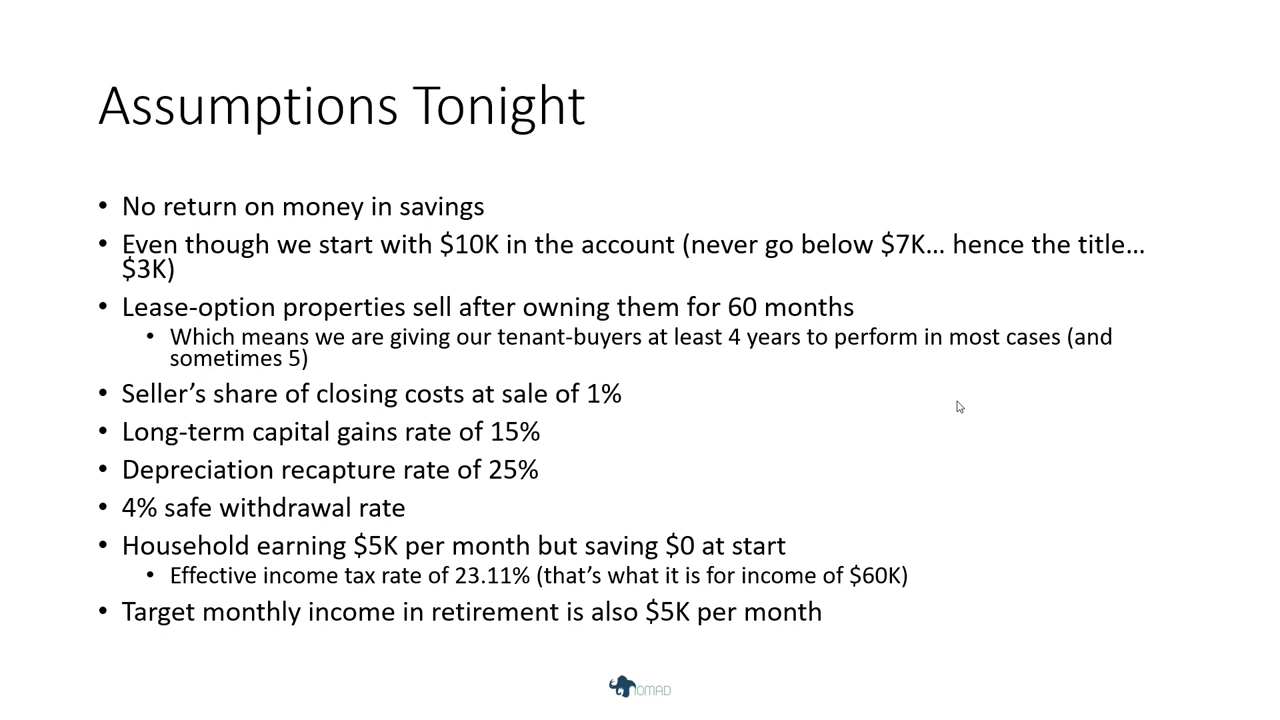 Assumptions Tonight
• No return on money in savings
• Even though we start with $10K in the account (never go below $7K… hence the title…
$3K)
• Lease-option properties sell after owning them for 60 months
• Which means we are giving our tenant-buyers at least 4 years to perform in most cases (and
sometimes 5)
• Seller’s share of closing costs at sale of 1%
• Long-term capital gains rate of 15%
• Depreciation recapture rate of 25%
• 4% safe withdrawal rate
• Household earning $5K per month but saving $0 at start
• Effective income tax rate of 23.11% (that’s what it is for income of $60K)
• Target monthly income in retirement is also $5K per month
NOMAD